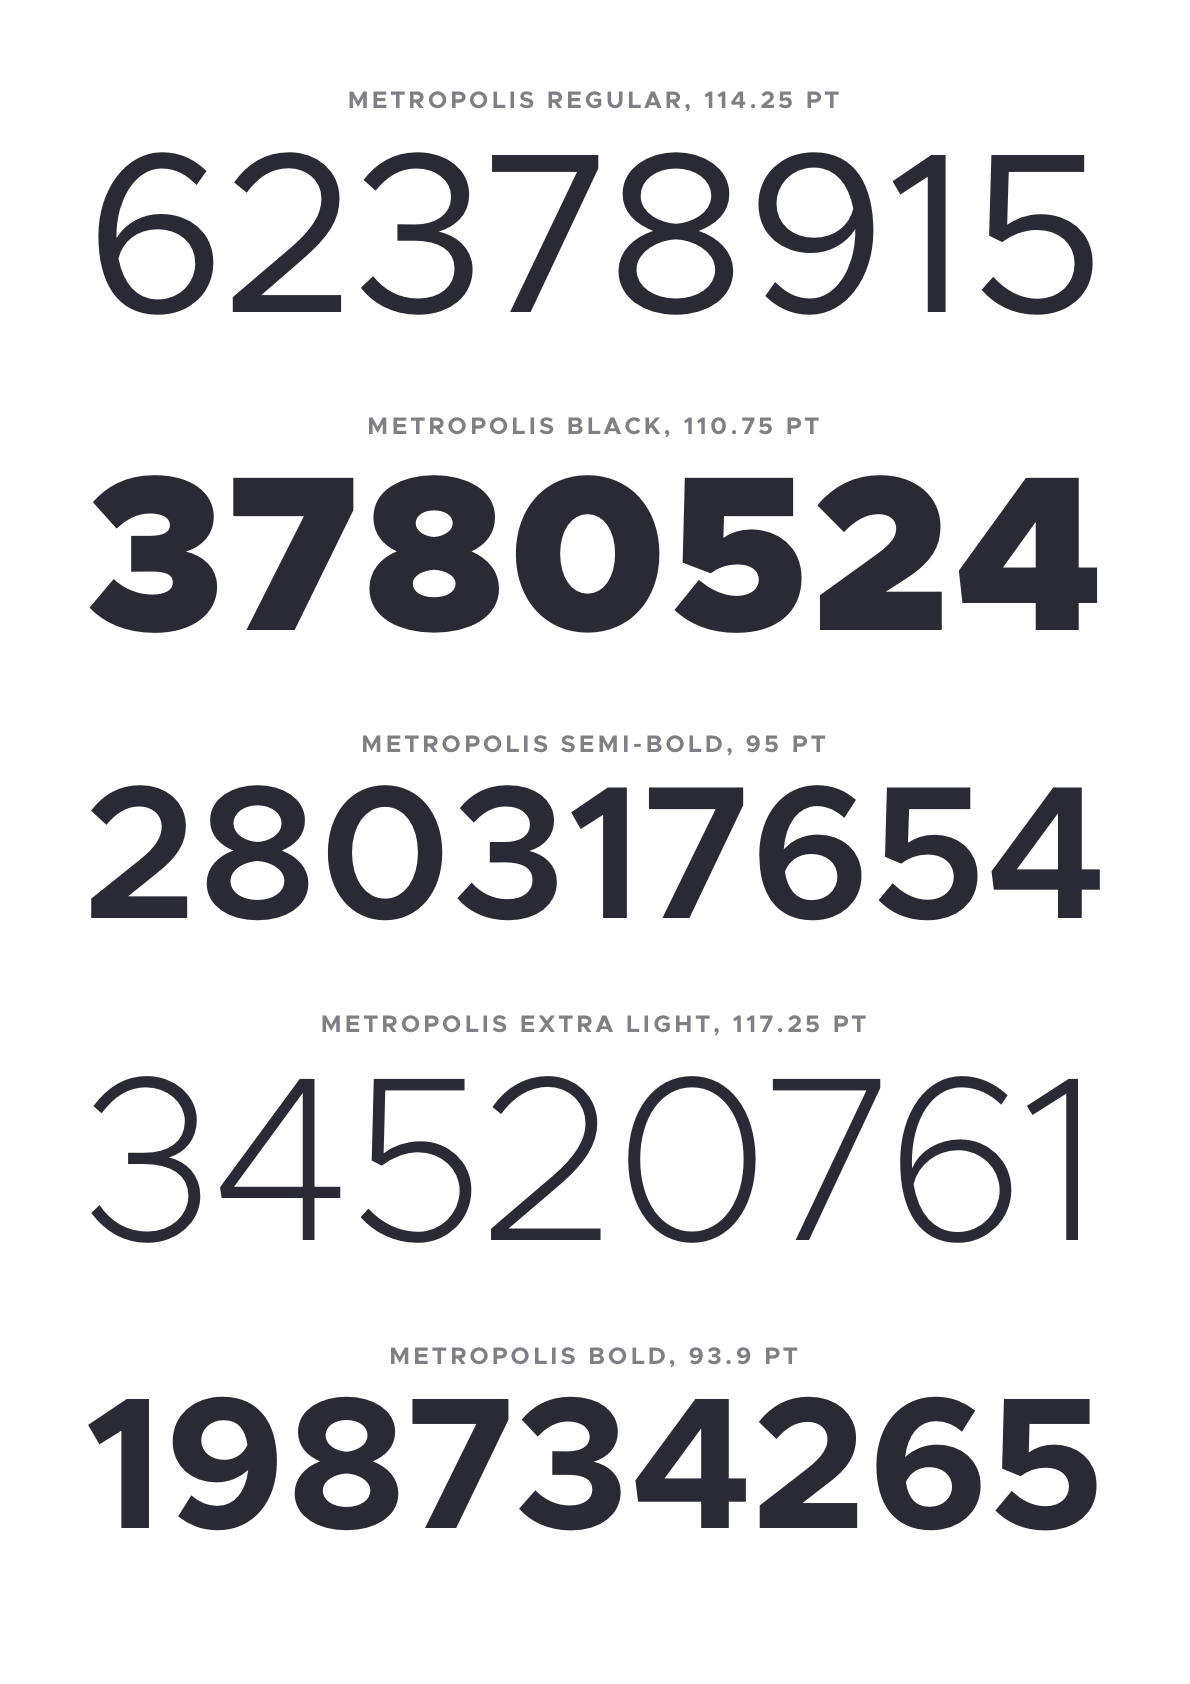 METROPOLIS REGULAR, 114.25 PT
62378915
METROPOLIS BLACK, 110.75 PT
3780524
METROPOLIS SEMI-BOLD, 95 PT
280317654
METROPOLIS EXTRA LIGHT, 117.25 PT
34520761
METROPOLIS BOLD, 93.9 PT
198734265